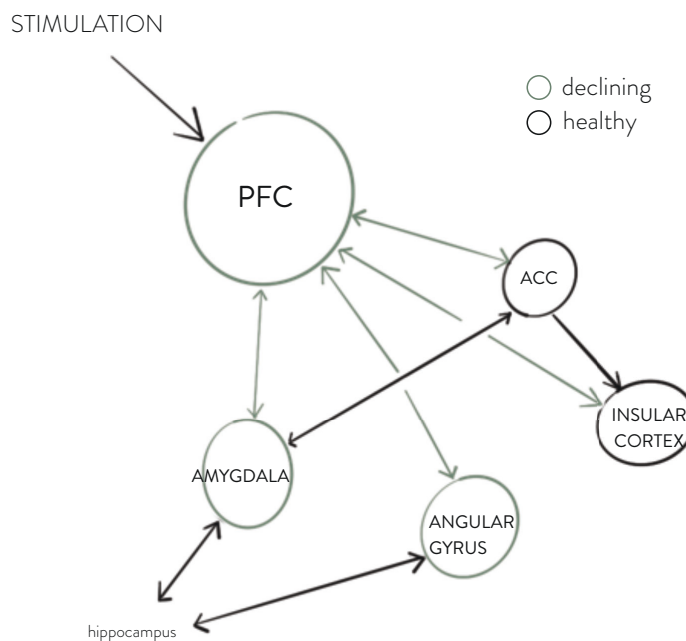 STIMULATION
declining
healthy
PFC
ACC
INSULAR
CORTEX
AMYGDALA
ANGULAR
GYRUS
hippocampus